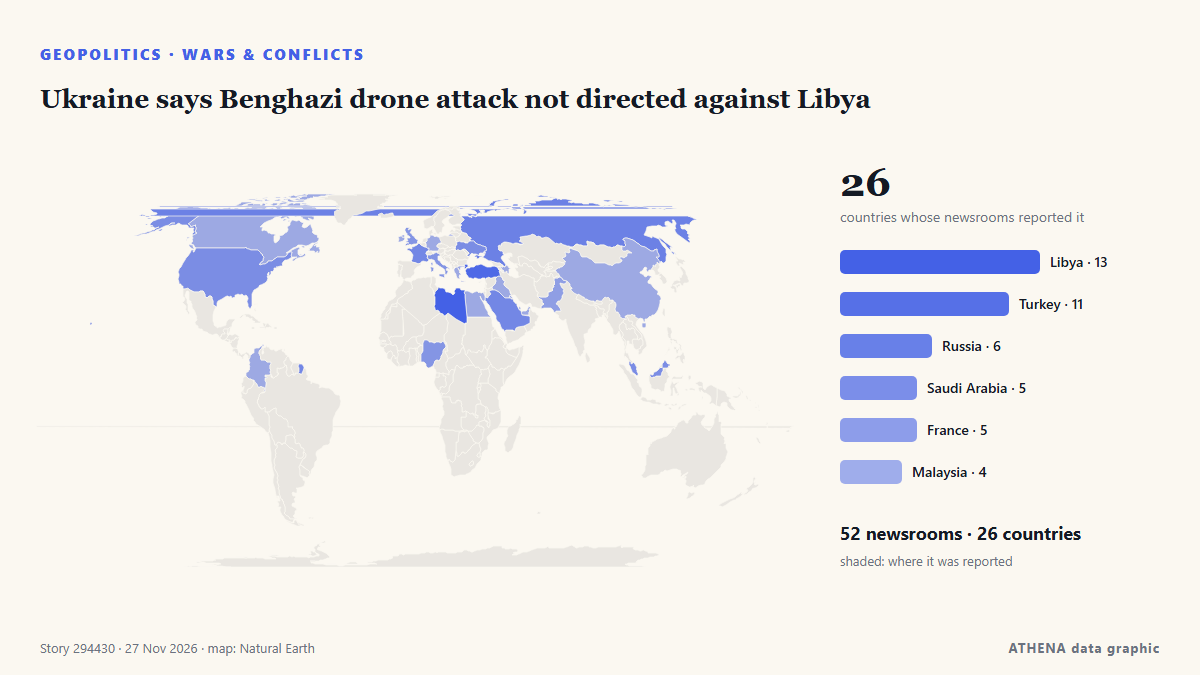 GEOPOLITICS · WARS & CONFLICTS
Ukraine says Benghazi drone attack not directed against Libya
26
countries whose newsrooms reported it
Libya · 13
Turkey · 11
Russia · 6
Saudi Arabia · 5
France · 5
Malaysia · 4
52 newsrooms · 26 countries
shaded: where it was reported
Story 294430 · 27 Nov 2026 · map: Natural Earth
ATHENA data graphic